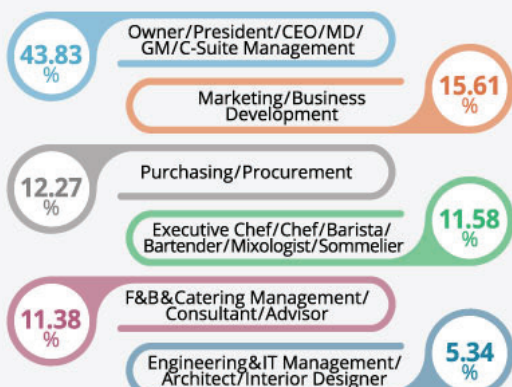 43.83
%
Owner/President/CEO/MD/
GM/C-Suite Management
Marketing/Business
Development
15.61
%
12.27
%
Purchasing/Procurement
Executive Chef/Chef/Barista/
Bartender/Mixologist/Sommelier
11.58
%
11.38
%
F&B&Catering Management/
Consultant/Advisor
Engineering&IT Management/
Architect/Interior Designer
5.34
%